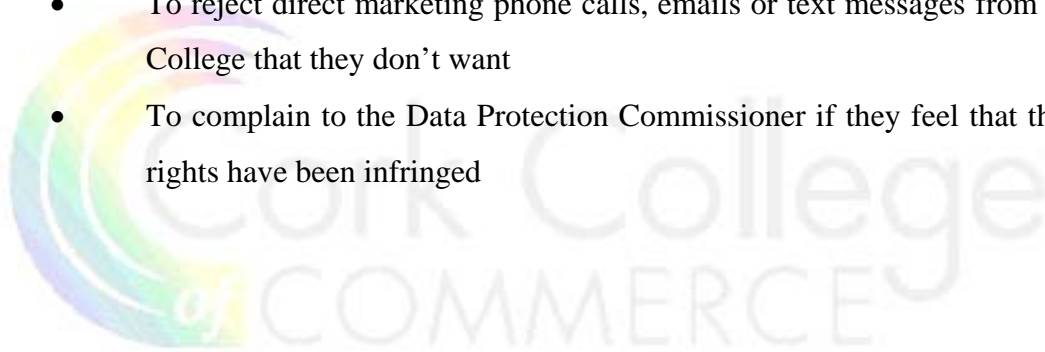 • To reject direct marketing phone calls, emails or text messages from
College that they don’t want
• To complain to the Data Protection Commissioner if they feel that
rights have been infringed
Cork College
of COMMERCE